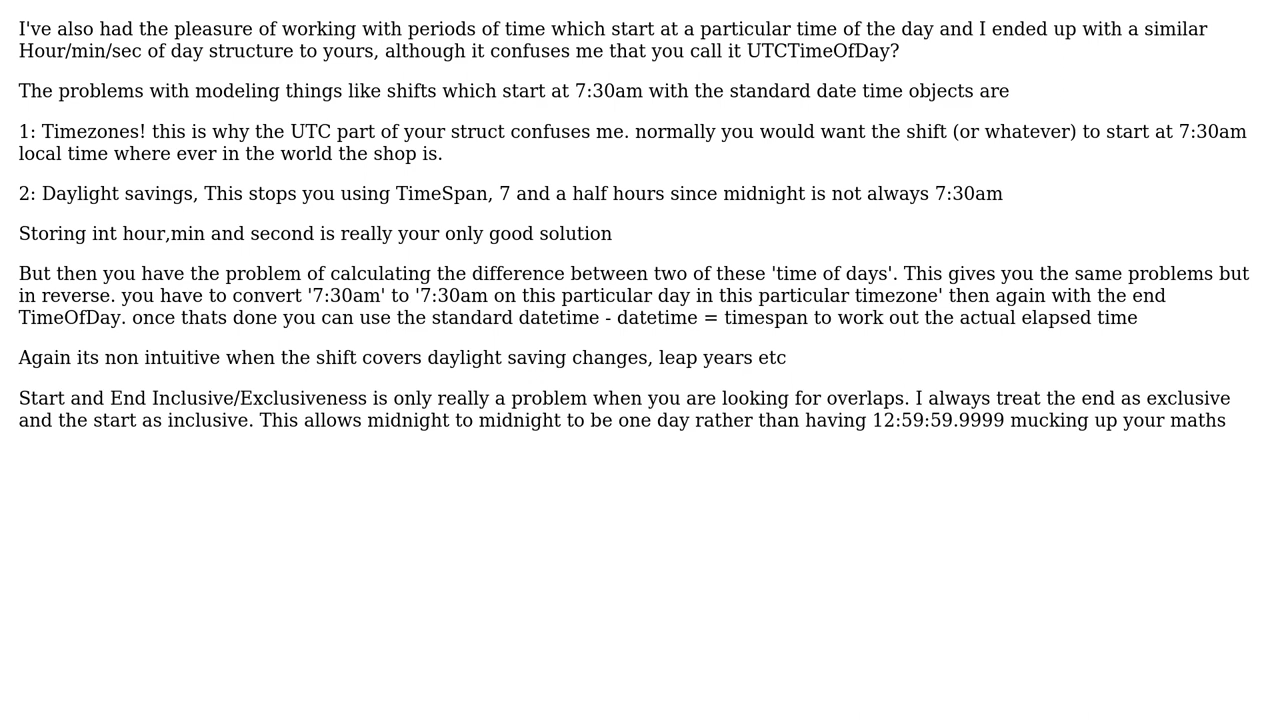 I've also had the pleasure of working with periods of time which start at a particular time of the day and I ended up with a similar
Hour/min/sec of day structure to yours, although it confuses me that you call it UTCTimeOfDay?
The problems with modeling things like shifts which start at 7:30am with the standard date time objects are
1: Timezones! this is why the UTC part of your struct confuses me. normally you would want the shift (or whatever) to start at 7:30am
local time where ever in the world the shop is.
2: Daylight savings, This stops you using TimeSpan, 7 and a half hours since midnight is not always 7:30am
Storing int hour,min and second is really your only good solution
But then you have the problem of calculating the difference between two of these 'time of days'. This gives you the same problems but
in reverse. you have to convert '7:30am' to '7:30am on this particular day in this particular timezone' then again with the end
TimeOfDay. once thats done you can use the standard datetime - datetime = timespan to work out the actual elapsed time
Again its non intuitive when the shift covers daylight saving changes, leap years etc
Start and End Inclusive/Exclusiveness is only really a problem when you are looking for overlaps. I always treat the end as exclusive
and the start as inclusive. This allows midnight to midnight to be one day rather than having 12:59:59.9999 mucking up your maths